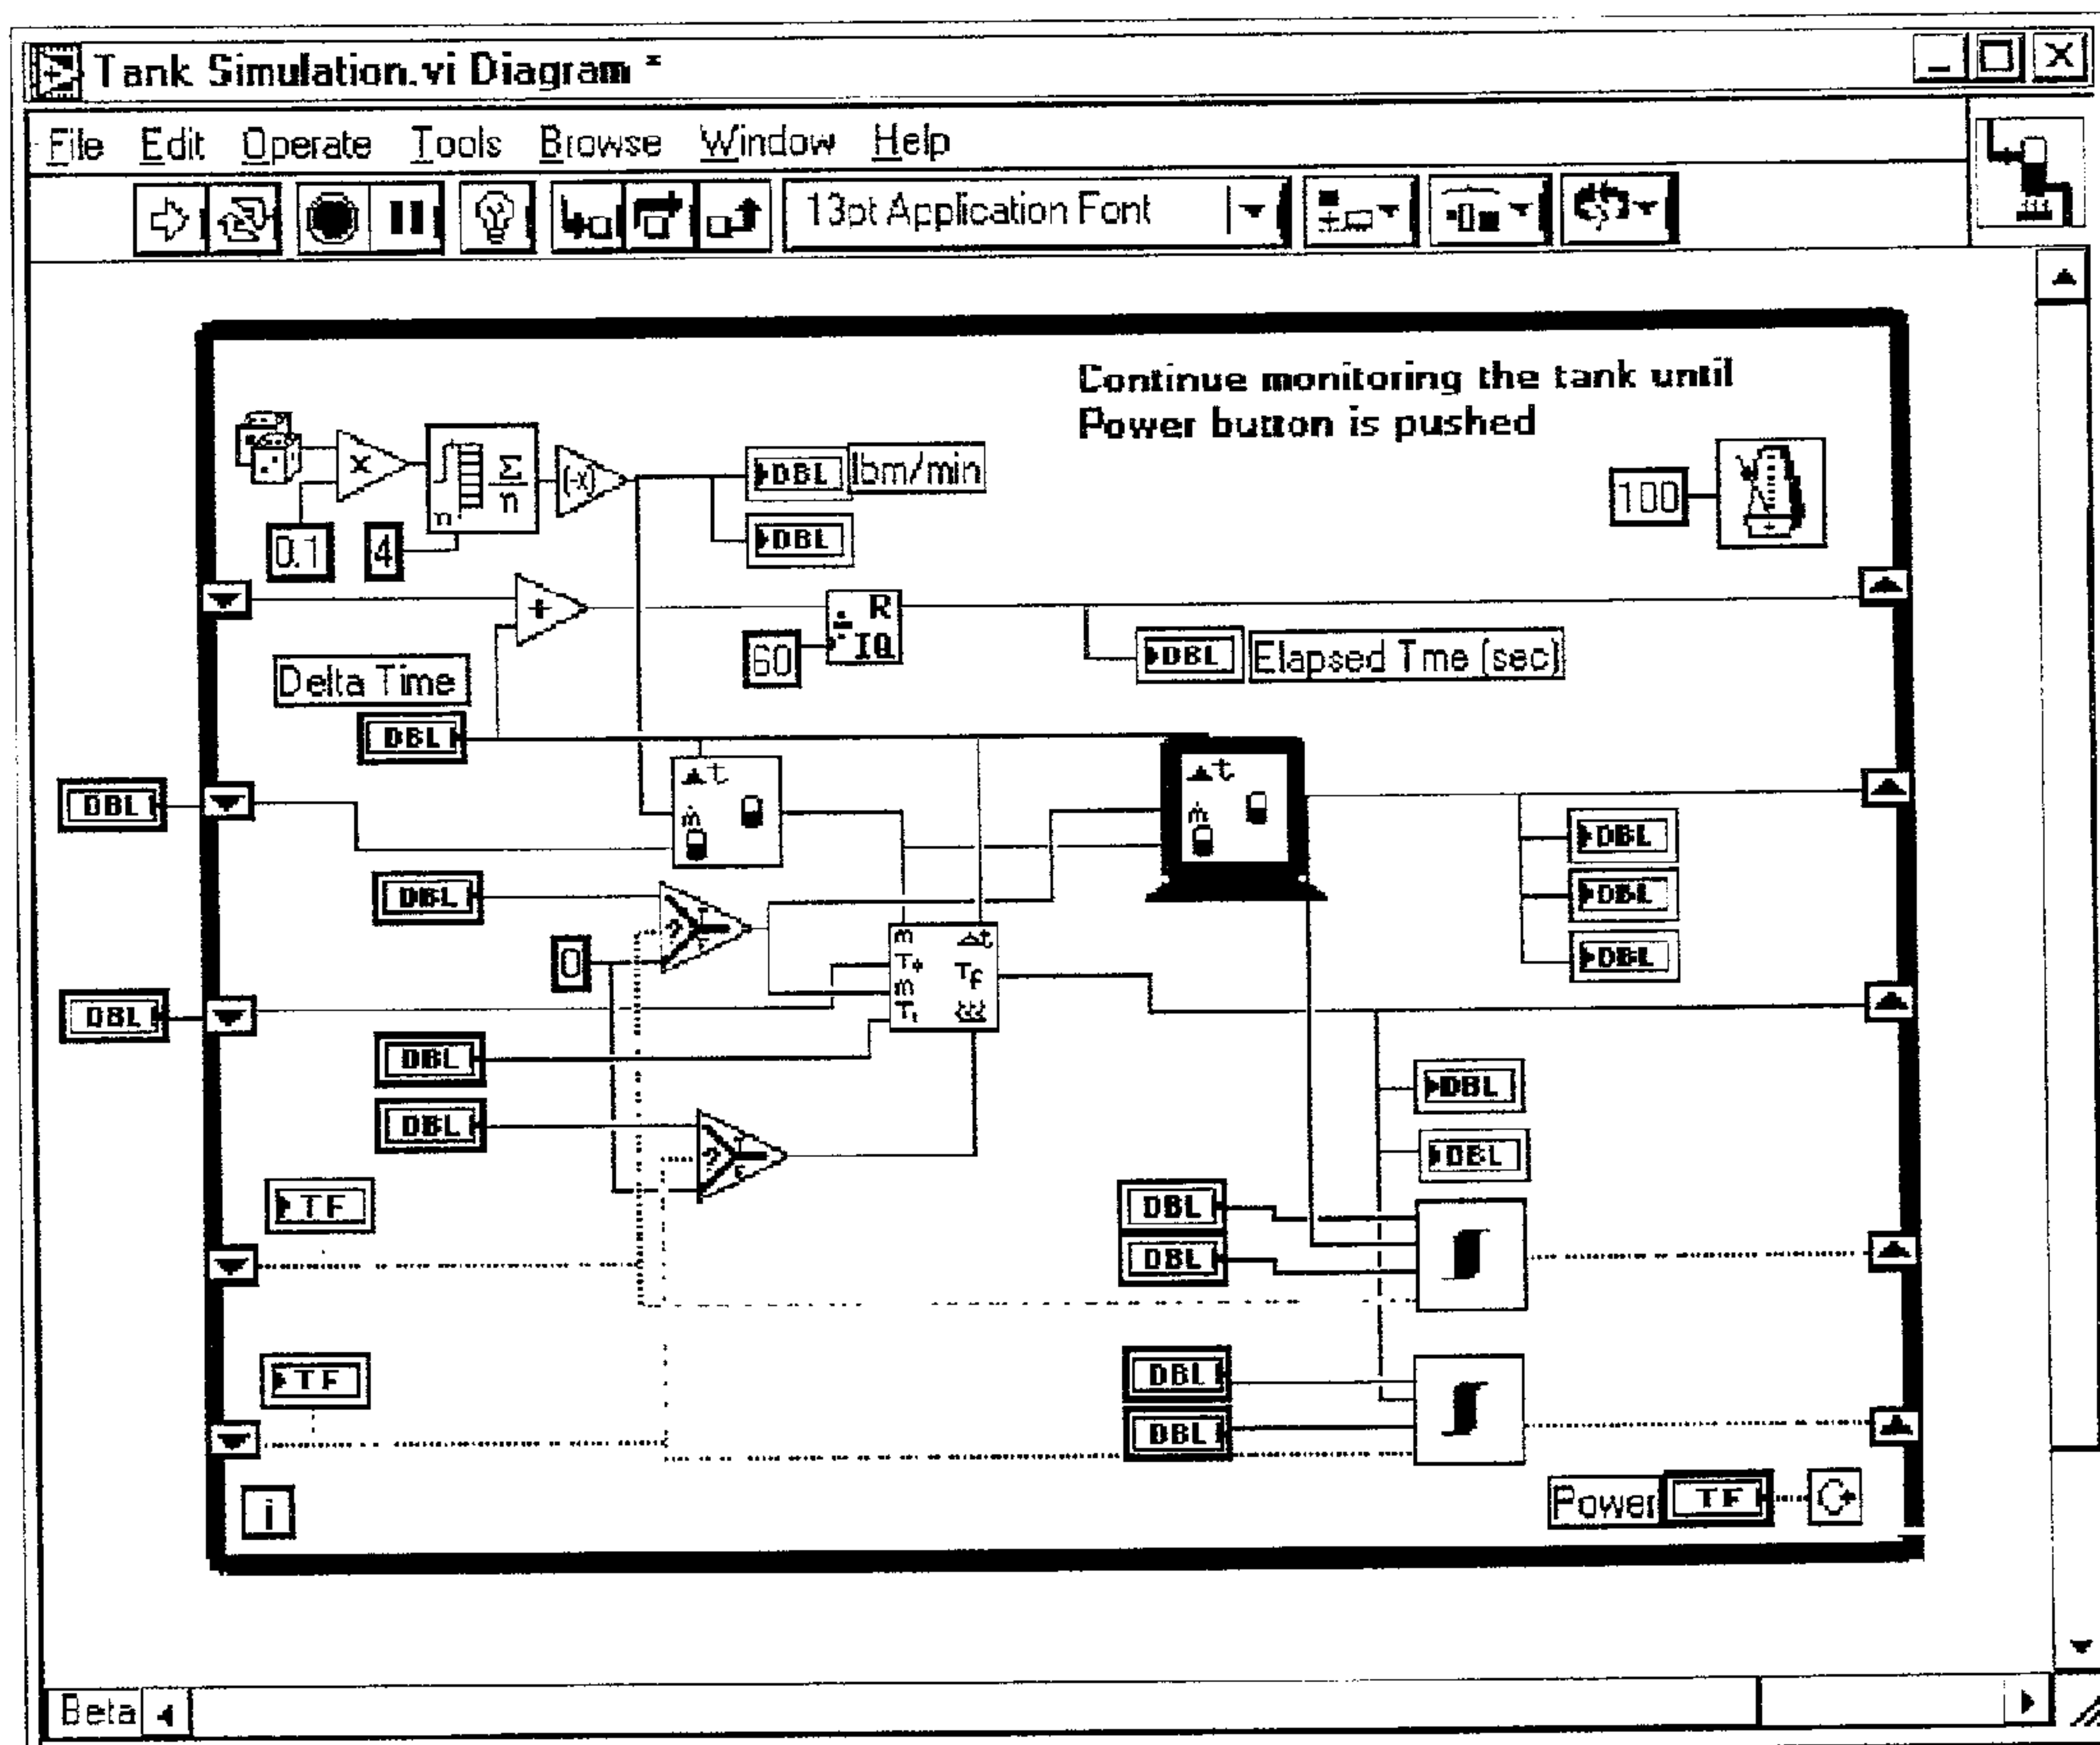 Tank Simulation.vi Diagram *
File Edit Operate Tools Browse Window Help
13pt Application Font
Continue monitoring the tank until
Power button is pushed
x
Σ
n
n
(-x)
DBL lbm/min
DBL
0.1
4
100
+
R
IQ
60
DBL Elapsed Tme (sec)
Delta Time
DBL
DBL
t
ṁ
t
ṁ
DBL
DBL
DBL
DBL
?
0
m
T
m
T
t
Tf
DBL
DBL
DBL
?
DBL
DBL
TF
DBL
DBL
TF
DBL
DBL
i
Power TF
Beta